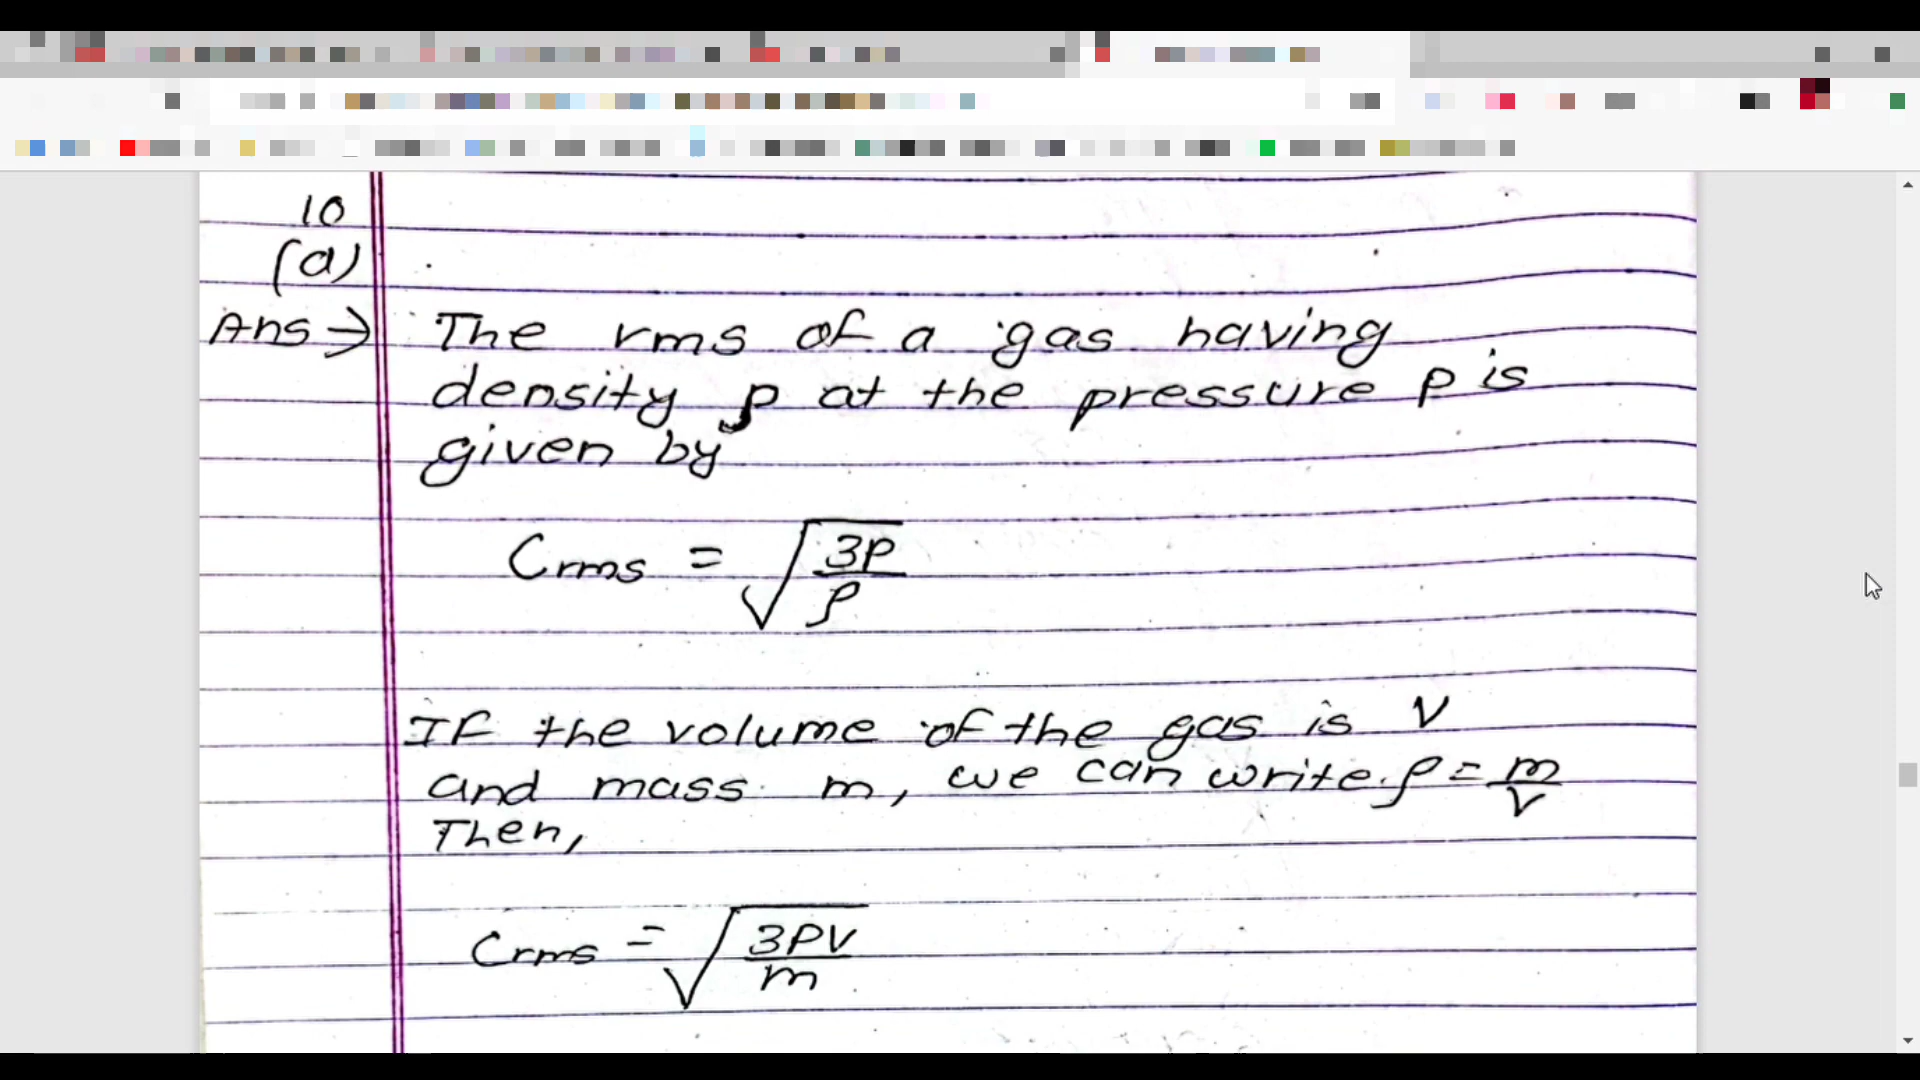 10
(a)
Ans → The rms of a gas having
density ρ at the pressure P is
given by
Crms = √(3P/ρ)
If the volume of the gas is V
and mass m, we can write ρ = m/V
Then,
Crms = √(3PV/m)